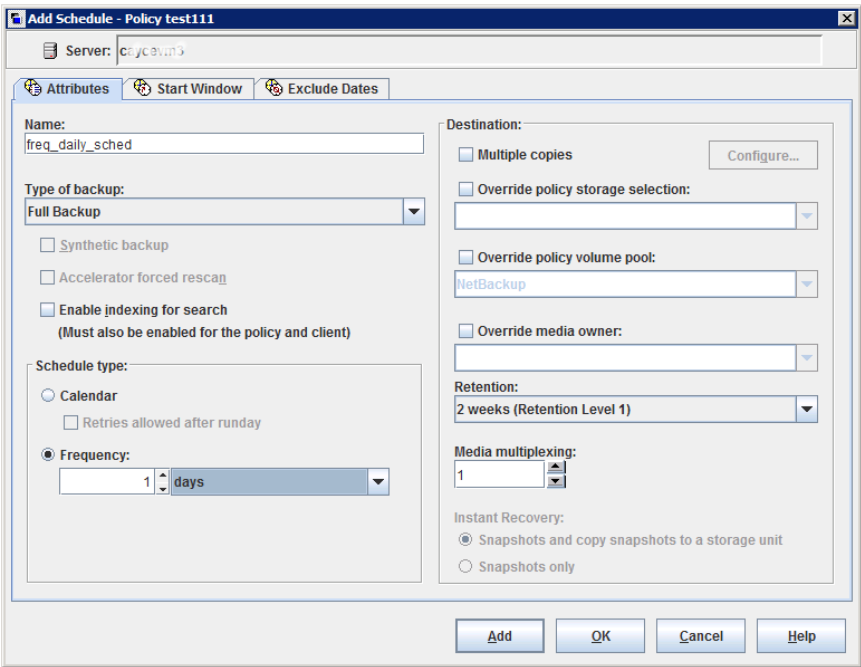 Add Schedule - Policy test111
Server:
Attributes
Start Window
Exclude Dates
Name:
freq_daily_sched
Type of backup:
Full Backup
Synthetic backup
Accelerator forced rescan
Enable indexing for search
(Must also be enabled for the policy and client)
Schedule type:
Calendar
Retries allowed after runday
Frequency:
1 days
Destination:
Multiple copies
Configure...
Override policy storage selection:
Override policy volume pool:
NetBackup
Override media owner:
Retention:
2 weeks (Retention Level 1)
Media multiplexing:
1
Instant Recovery:
Snapshots and copy snapshots to a storage unit
Snapshots only
Add
OK
Cancel
Help